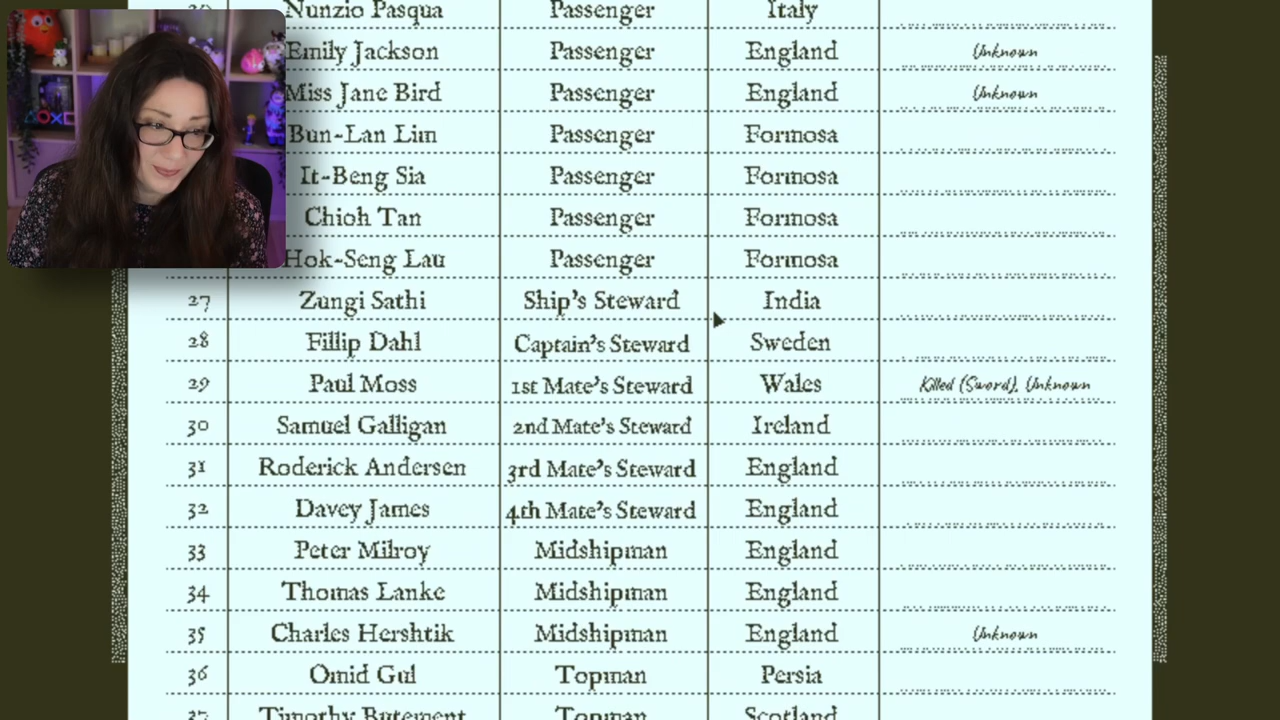 Nunzio Pasqua Passenger Italy
Emily Jackson Passenger England Unknown
Miss Jane Bird Passenger England Unknown
Bun-Lan Lim Passenger Formosa
It-Beng Sia Passenger Formosa
Chioh Tan Passenger Formosa
Hok-Seng Lau Passenger Formosa
27 Zungi Sathi Ship's Steward India
28 Fillip Dahl Captain's Steward Sweden
29 Paul Moss 1st Mate's Steward Wales Killed (Sword), Unknown
30 Samuel Galligan 2nd Mate's Steward Ireland
31 Roderick Andersen 3rd Mate's Steward England
32 Davey James 4th Mate's Steward England
33 Peter Milroy Midshipman England
34 Thomas Lanke Midshipman England
35 Charles Hershtik Midshipman England Unknown
36 Omid Gul Topman Persia
37 Timothy Butement Topman Scotland